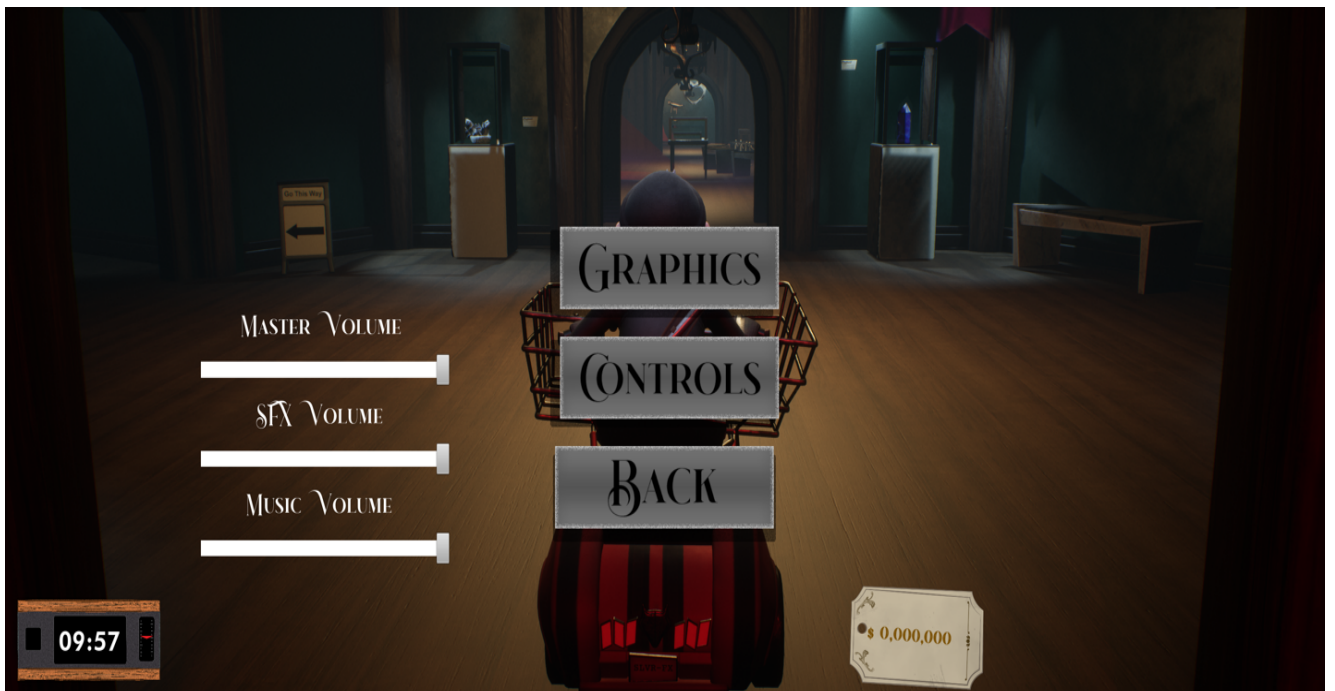 Go This Way
GRAPHICS
MASTER VOLUME
CONTROLS
SFX VOLUME
BACK
MUSIC VOLUME
09:57
$ 0,000,000